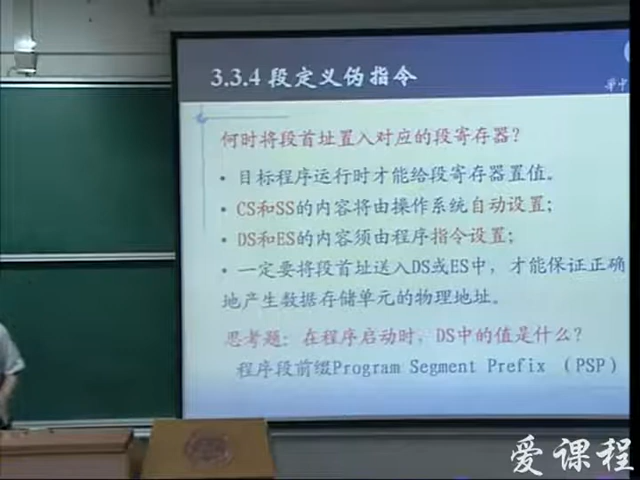 3.3.4 段定义伪指令
华中
何时将段首址置入对应的段寄存器？
• 目标程序运行时才能给段寄存器置值。
• CS和SS的内容将由操作系统自动设置；
• DS和ES的内容须由程序指令设置；
• 一定要将段首址送入DS或ES中，才能保证正确
地产生数据存储单元的物理地址。
思考题：在程序启动时，DS中的值是什么？
程序段前缀Program Segment Prefix （PSP）
爱课程